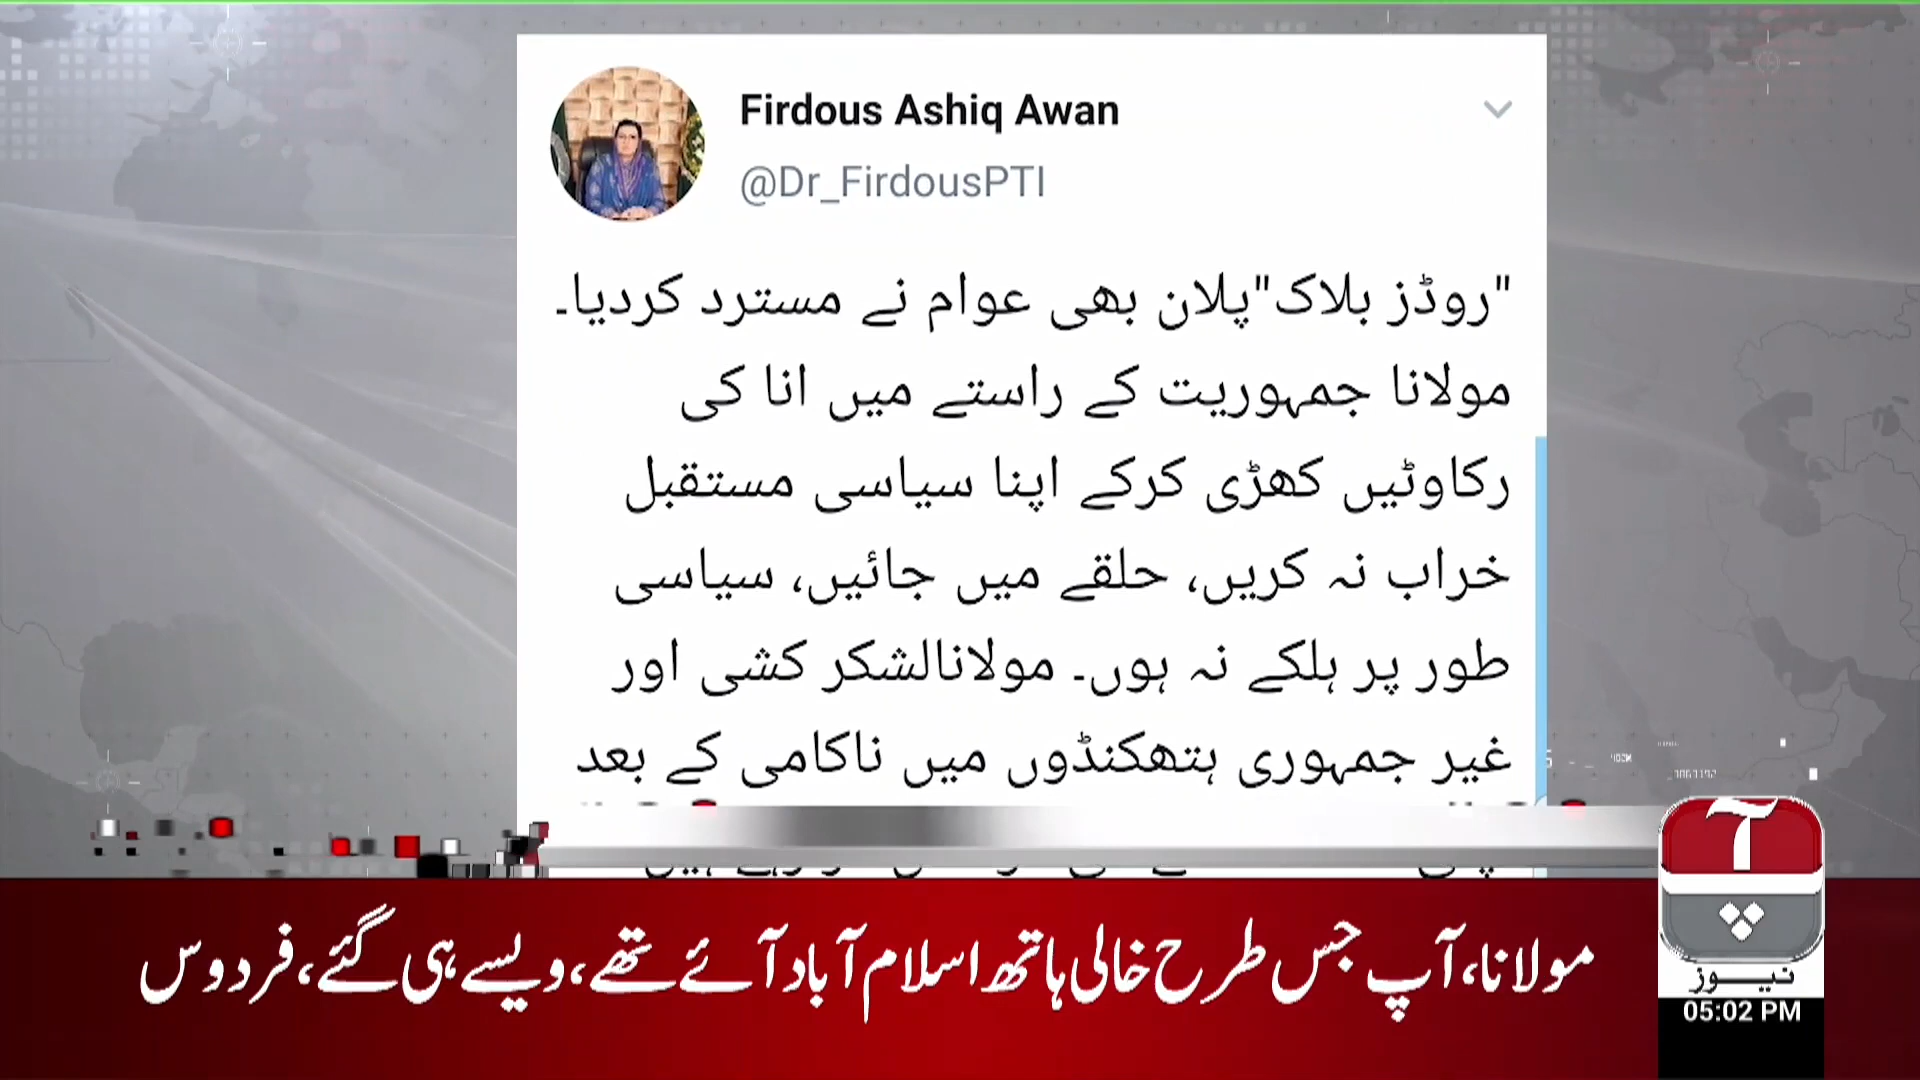 Firdous Ashiq Awan
@Dr_FirdousPTI
"روڈز بلاک"پلان بھی عوام نے مسترد کردیا۔
مولانا جمہوریت کے راستے میں انا کی
رکاوٹیں کھڑی کرکے اپنا سیاسی مستقبل
خراب نہ کریں، حلقے میں جائیں، سیاسی
طور پر ہلکے نہ ہوں۔ مولانالشکر کشی اور
غیر جمہوری ہتھکنڈوں میں ناکامی کے بعد
مولانا، آپ جس طرح خالی ہاتھ اسلام آباد آئے تھے، ویسے ہی گئے، فردوس
آپ
نیوز
05:02 PM